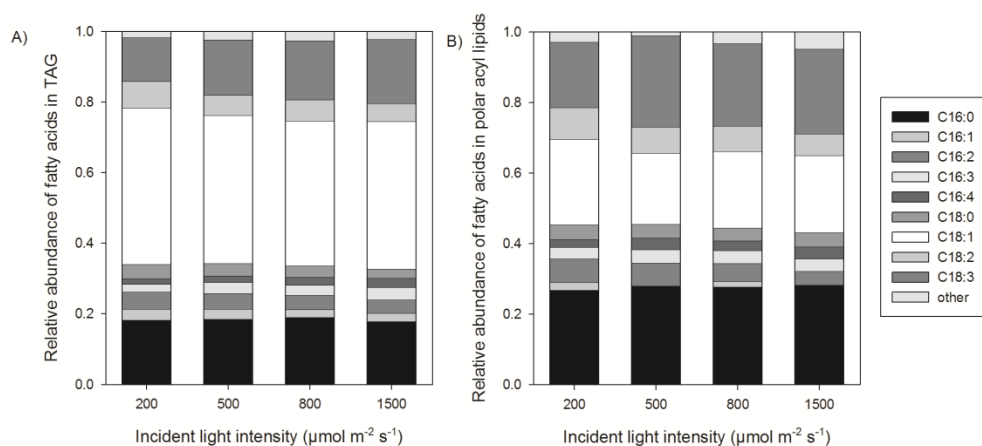 A)
Relative abundance of fatty acids in TAG
1.0
0.8
0.6
0.4
0.2
0.0
200 500 800 1500
Incident light intensity (µmol m⁻² s⁻¹)
B)
Relative abundance of fatty acids in polar acyl lipids
1.0
0.8
0.6
0.4
0.2
0.0
200 500 800 1500
Incident light intensity (µmol m⁻² s⁻¹)
C16:0
C16:1
C16:2
C16:3
C16:4
C18:0
C18:1
C18:2
C18:3
other